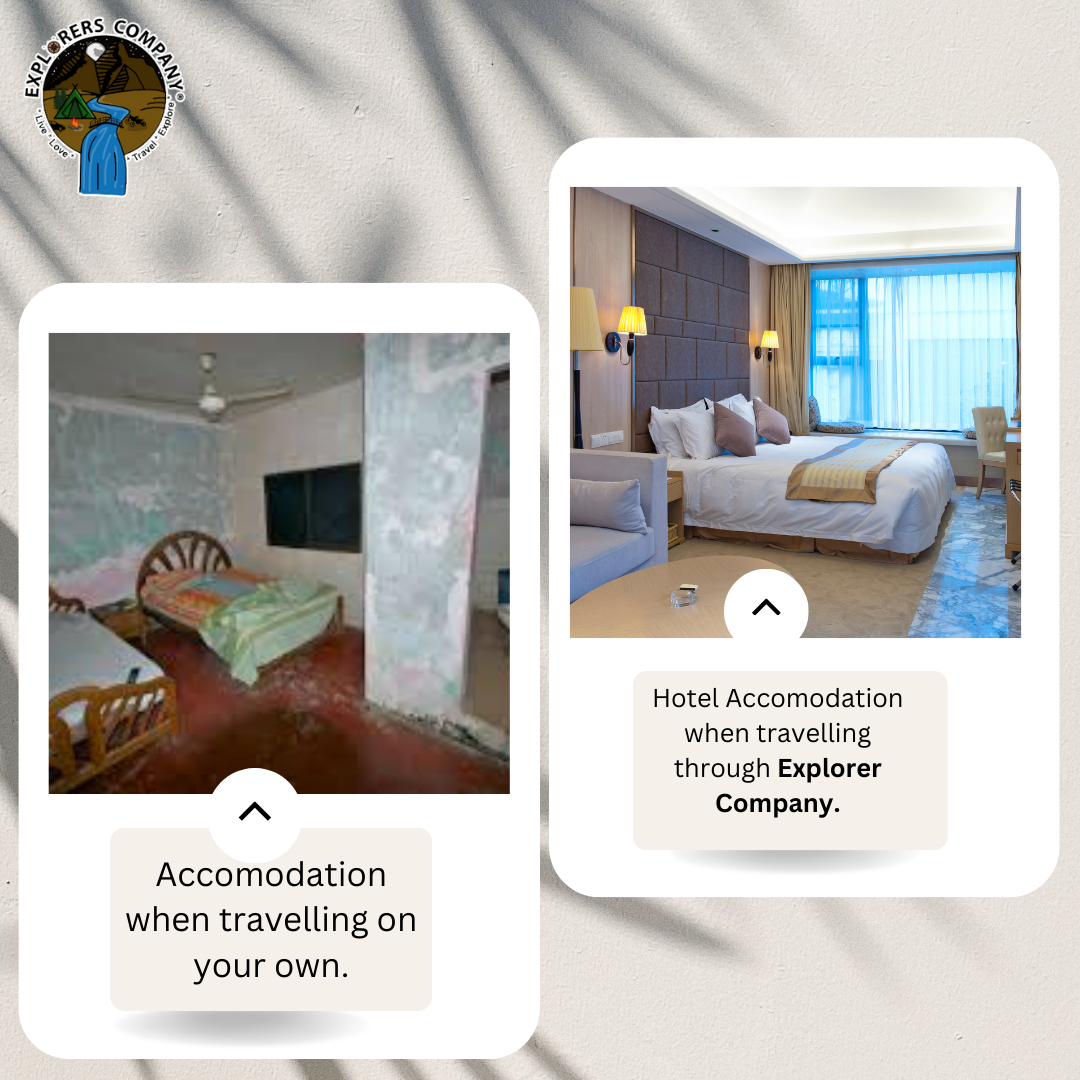 EXPLORERS COMPANY®
• Live • Love •
• Travel • Explore •
Accomodation
when travelling on
your own.
Hotel Accomodation
when travelling
through Explorer
Company.